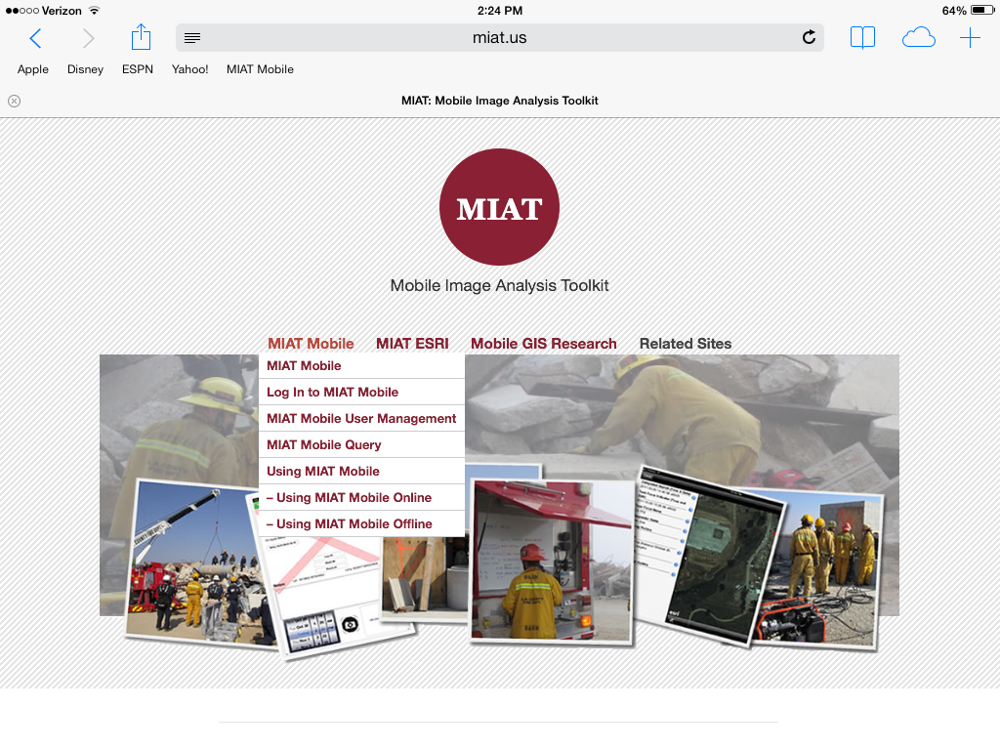 Verizon 2:24 PM 64%
miat.us
Apple Disney ESPN Yahoo! MIAT Mobile
MIAT: Mobile Image Analysis Toolkit
MIAT
Mobile Image Analysis Toolkit
MIAT Mobile MIAT ESRI Mobile GIS Research Related Sites
MIAT Mobile
Log In to MIAT Mobile
MIAT Mobile User Management
MIAT Mobile Query
Using MIAT Mobile
– Using MIAT Mobile Online
– Using MIAT Mobile Offline
esri